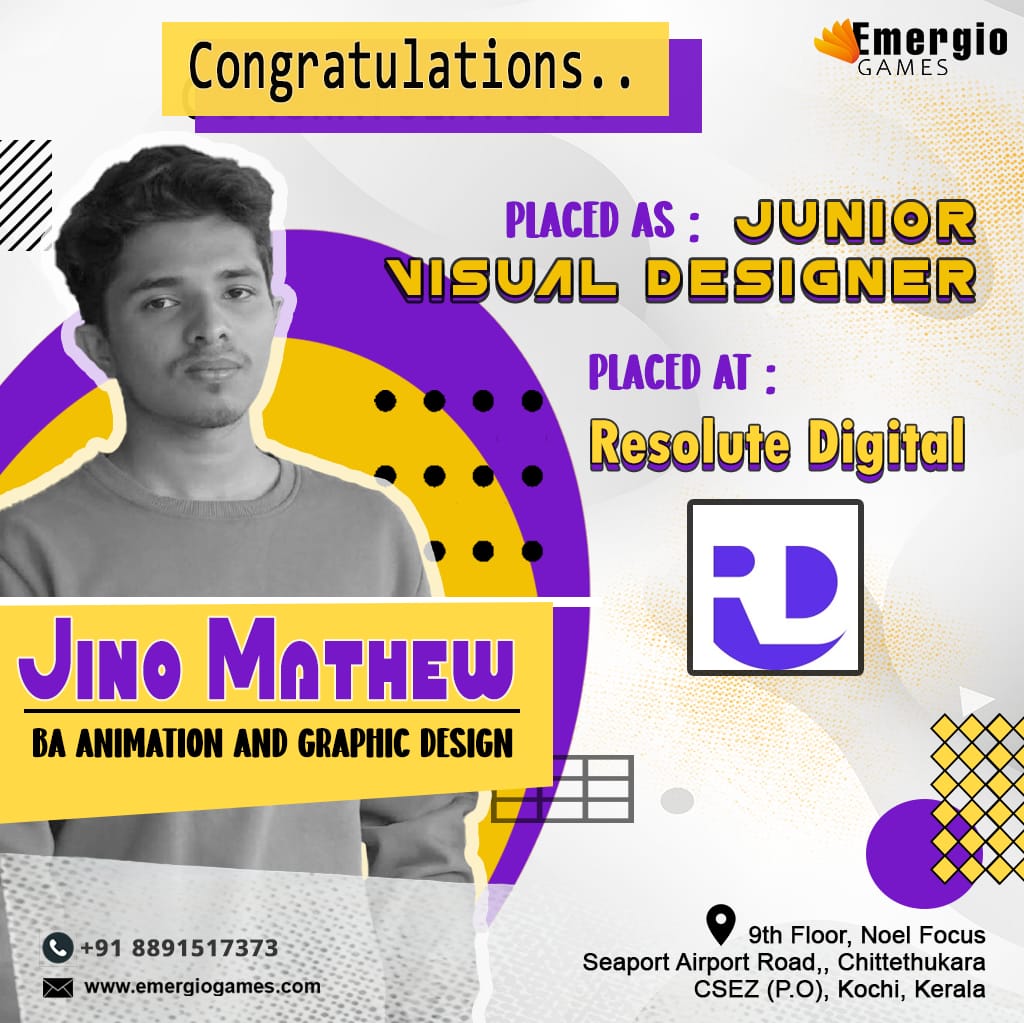 Congratulations..
Emergio
GAMES
PLACED AS : JUNIOR
VISUAL DESIGNER
PLACED AT :
Resolute Digital
RD
JINO MATHEW
BA ANIMATION AND GRAPHIC DESIGN
+91 8891517373
www.emergiogames.com
9th Floor, Noel Focus
Seaport Airport Road,, Chittethukara
CSEZ (P.O), Kochi, Kerala